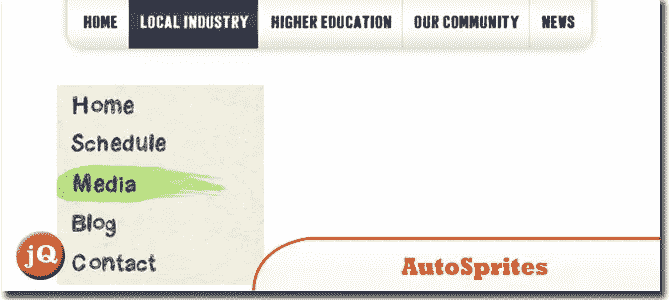 HOME LOCAL INDUSTRY HIGHER EDUCATION OUR COMMUNITY NEWS
Home
Schedule
Media
Blog
Contact
jQ
AutoSprites